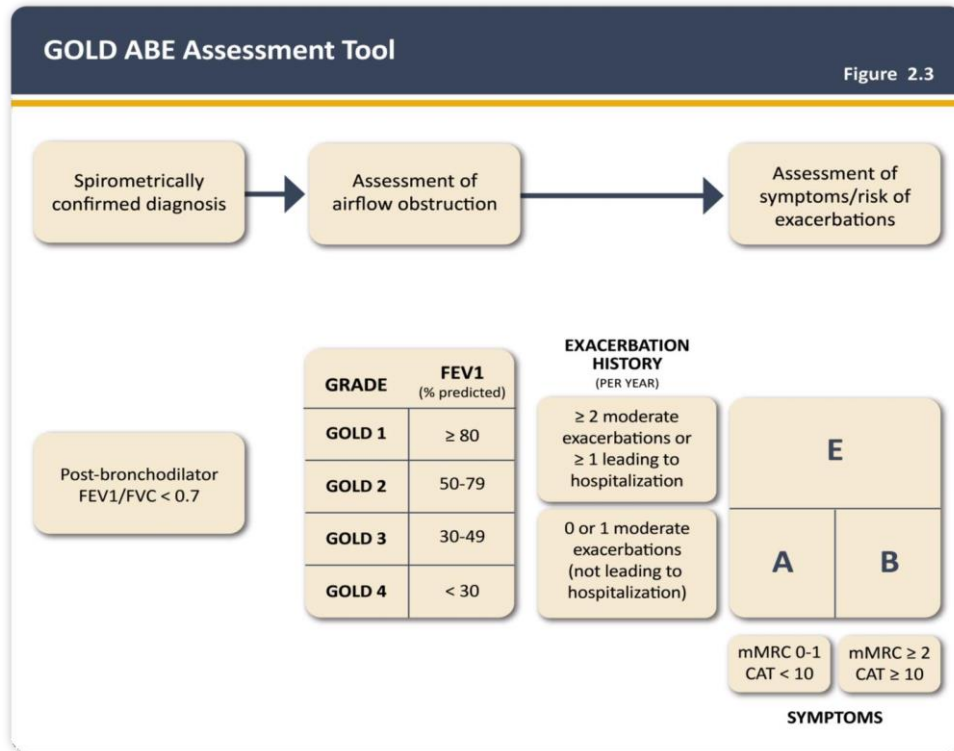 GOLD ABE Assessment Tool
Figure 2.3
Spirometrically
confirmed diagnosis
Assessment of
airflow obstruction
Assessment of
symptoms/risk of
exacerbations
GRADE
FEV1
(% predicted)
GOLD 1
≥ 80
GOLD 2
50-79
GOLD 3
30-49
GOLD 4
< 30
Post-bronchodilator
FEV1/FVC < 0.7
EXACERBATION
HISTORY
(PER YEAR)
≥ 2 moderate
exacerbations or
≥ 1 leading to
hospitalization
0 or 1 moderate
exacerbations
(not leading to
hospitalization)
E
A
B
mMRC 0-1
CAT < 10
mMRC ≥ 2
CAT ≥ 10
SYMPTOMS